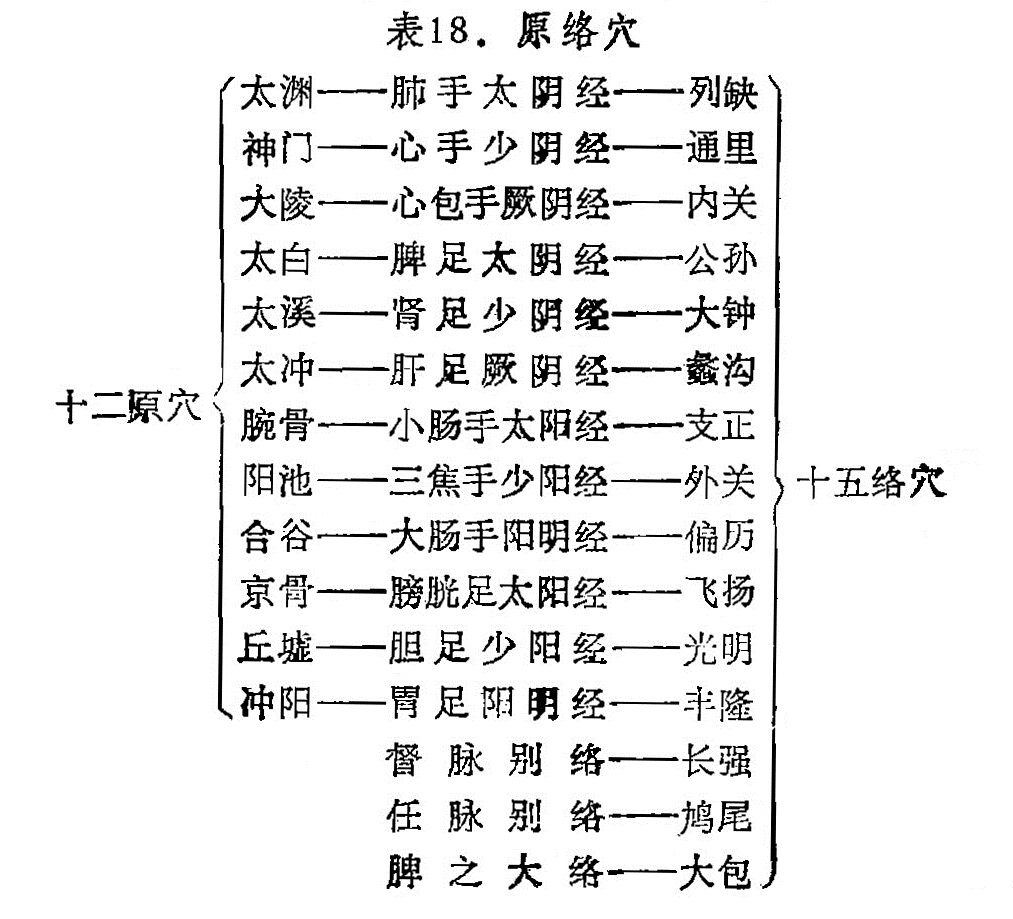 表18．原络穴
太渊——肺手太阴经——列缺
神门——心手少阴经——通里
大陵——心包手厥阴经——内关
太白——脾足太阴经——公孙
太溪——肾足少阴经——大钟
太冲——肝足厥阴经——蠡沟
十二原穴
腕骨——小肠手太阳经——支正
阳池——三焦手少阳经——外关
十五络穴
合谷——大肠手阳明经——偏历
京骨——膀胱足太阳经——飞扬
丘墟——胆足少阳经——光明
冲阳——胃足阳明经——丰隆
督脉别络——长强
任脉别络——鸠尾
脾之大络——大包